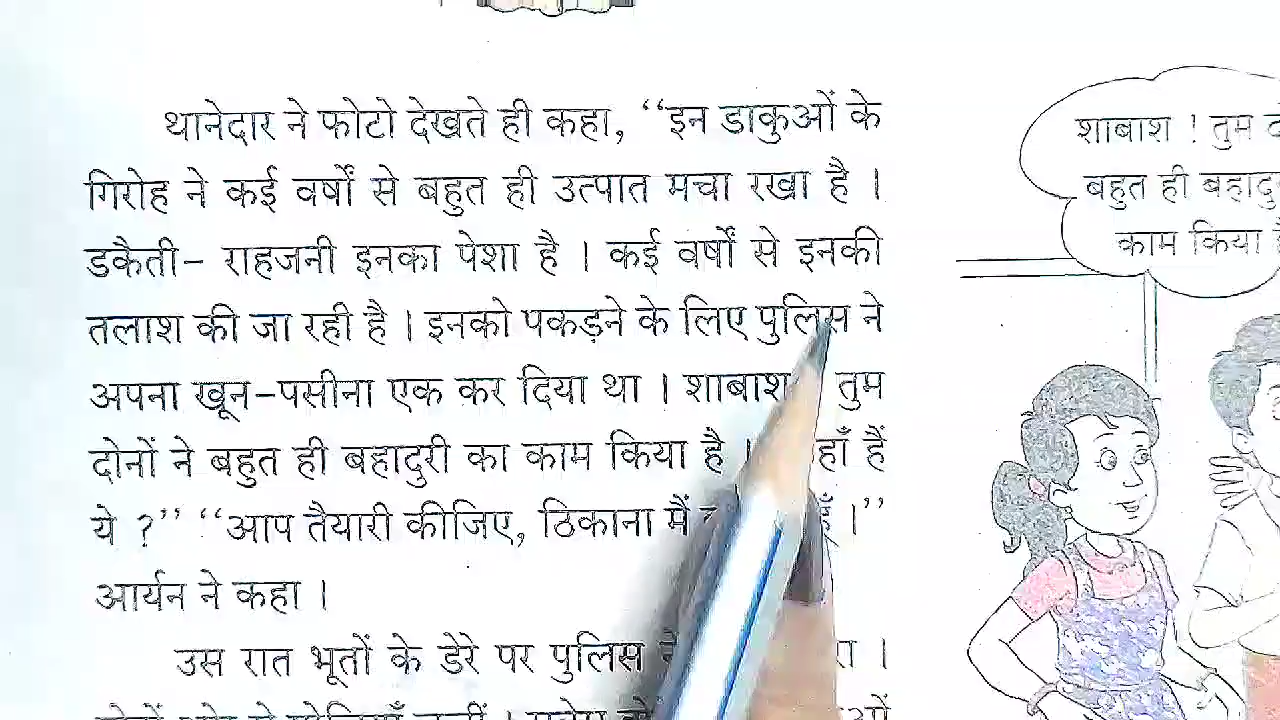 थानेदार ने फोटो देखते ही कहा, ‘‘इन डाकुओं के
गिरोह ने कई वर्षों से बहुत ही उत्पात मचा रखा है ।
डकैती- राहजनी इनका पेशा है । कई वर्षों से इनकी
तलाश की जा रही है । इनको पकड़ने के लिए पुलिस ने
अपना खून-पसीना एक कर दिया था । शाबाश तुम
दोनों ने बहुत ही बहादुरी का काम किया है । हैं
ये ?’’ ‘‘आप तैयारी कीजिए, ठिकाना मैं ।’’
आर्यन ने कहा ।
उस रात भूतों के डेरे पर पुलिस ।
शाबाश ! तुम
बहुत ही
काम किया